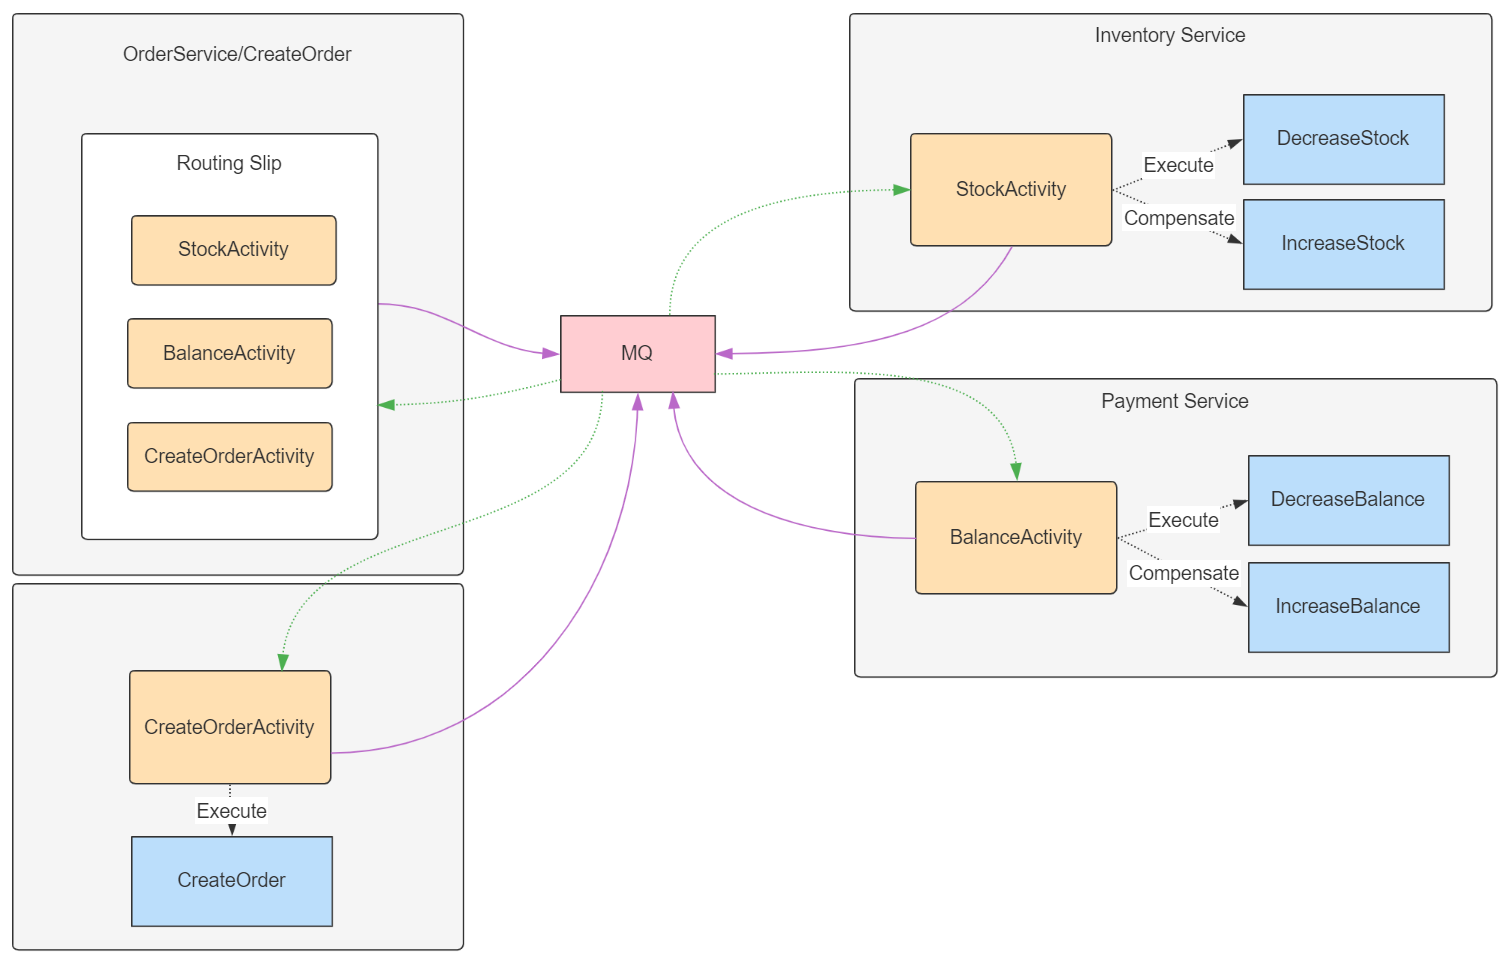 OrderService/CreateOrder
Routing Slip
StockActivity
BalanceActivity
CreateOrderActivity
MQ
Inventory Service
StockActivity
Execute
Compensate
DecreaseStock
IncreaseStock
Payment Service
BalanceActivity
Execute
Compensate
DecreaseBalance
IncreaseBalance
CreateOrderActivity
Execute
CreateOrder